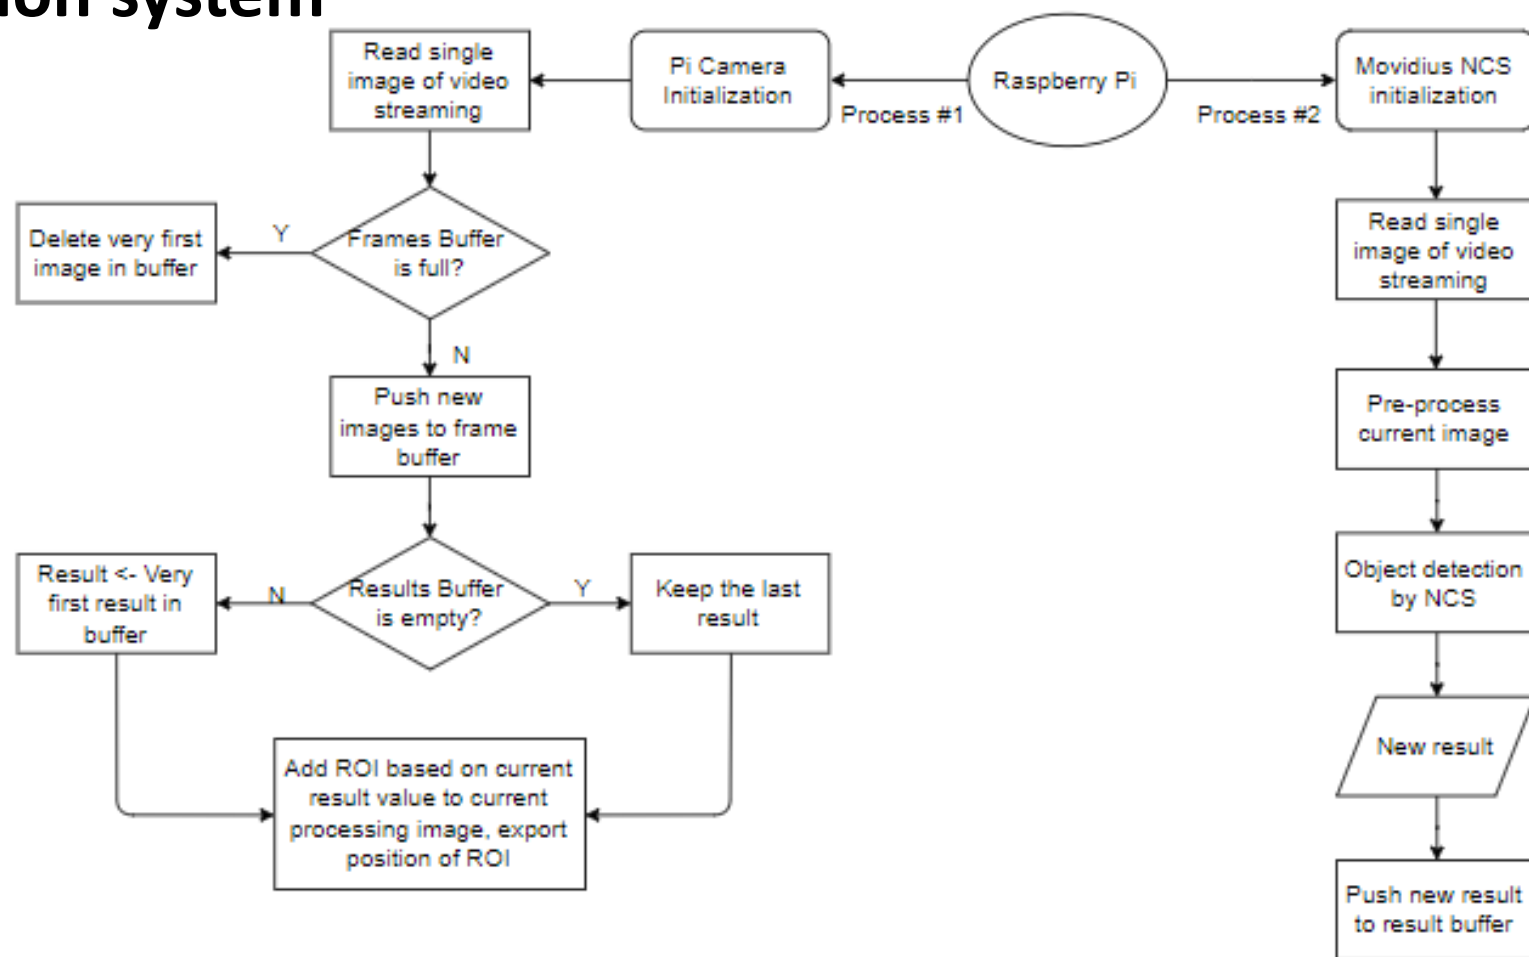 ion system
Read single
image of video
streaming
Pi Camera
Initialization
Raspberry Pi
Movidius NCS
initialization
Process #1
Process #2
Delete very first
image in buffer
Y
Frames Buffer
is full?
Read single
image of video
streaming
N
Push new
images to frame
buffer
Pre-process
current image
Result <- Very
first result in
buffer
N
Results Buffer
is empty?
Y
Keep the last
result
Object detection
by NCS
Add ROI based on current
result value to current
processing image, export
position of ROI
New result
Push new result
to result buffer